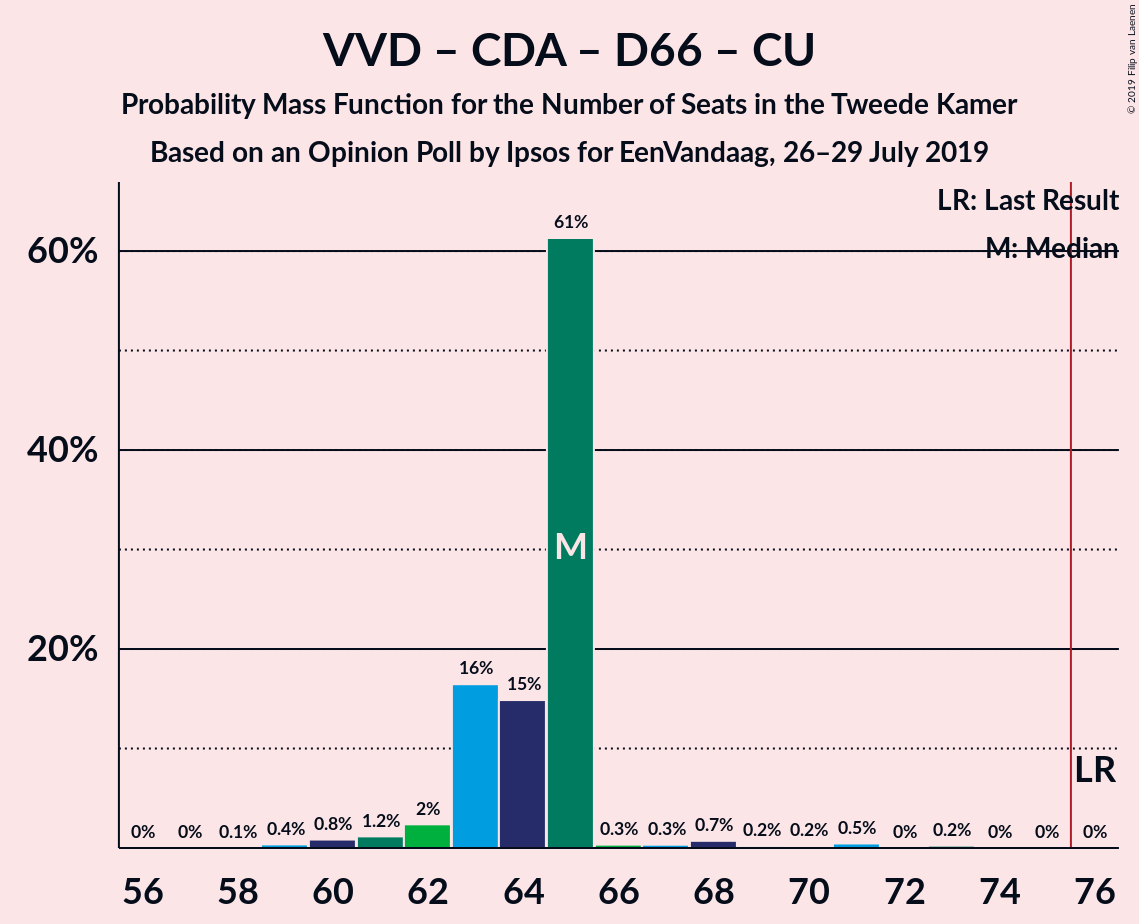 VVD – CDA – D66 – CU
Probability Mass Function for the Number of Seats in the Tweede Kamer
Based on an Opinion Poll by Ipsos for EenVandaag, 26–29 July 2019
© 2019 Filip van Laenen
LR: Last Result
M: Median
60%
40%
20%
61%
M
16%
15%
LR
0% 0% 0.1% 0.4% 0.8% 1.2% 2% 0.3% 0.3% 0.7% 0.2% 0.2% 0.5% 0% 0.2% 0% 0% 0%
56 58 60 62 64 66 68 70 72 74 76